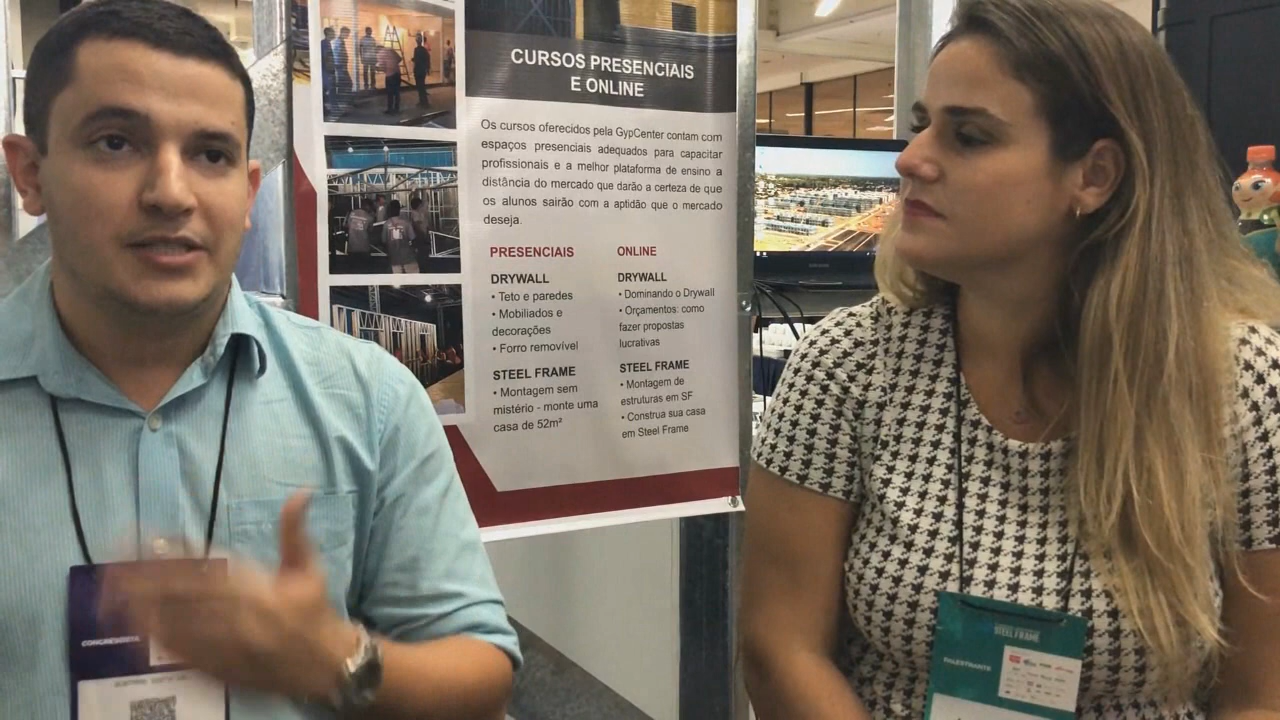 CURSOS PRESENCIAIS
E ONLINE
Os cursos oferecidos pela GypCenter contam com
espaços presenciais adequados para capacitar
profissionais e a melhor plataforma de ensino a
distância do mercado que darão a certeza de que
os alunos sairão com a aptidão que o mercado
deseja.
PRESENCIAIS
DRYWALL
• Teto e paredes
• Mobiliados e
decorações
• Forro removível
STEEL FRAME
• Montagem sem
mistério - monte uma
casa de 52m²
ONLINE
DRYWALL
• Dominando o Drywall
• Orçamentos: como
fazer propostas
lucrativas
STEEL FRAME
• Montagem de
estruturas em SF
• Construa sua casa
em Steel Frame
CONGRESSISTA
STEEL FRAME
PALESTRANTE